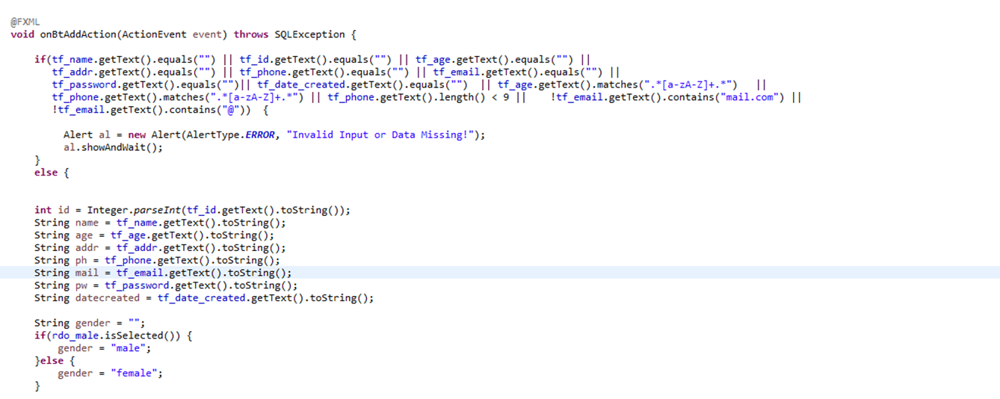 @FXML
void onBtAddAction(ActionEvent event) throws SQLException {
if(tf_name.getText().equals("") || tf_id.getText().equals("") || tf_age.getText().equals("") ||
tf_addr.getText().equals("") || tf_phone.getText().equals("") || tf_email.getText().equals("") ||
tf_password.getText().equals("")|| tf_date_created.getText().equals("")  || tf_age.getText().matches(".*[a-zA-Z]+.*")   ||
tf_phone.getText().matches(".*[a-zA-Z]+.*") || tf_phone.getText().length() < 9 ||    !tf_email.getText().contains("mail.com") ||
!tf_email.getText().contains("@"))  {
Alert al = new Alert(AlertType.ERROR, "Invalid Input or Data Missing!");
al.showAndWait();
}
else {
int id = Integer.parseInt(tf_id.getText().toString());
String name = tf_name.getText().toString();
String age = tf_age.getText().toString();
String addr = tf_addr.getText().toString();
String ph = tf_phone.getText().toString();
String mail = tf_email.getText().toString();
String pw = tf_password.getText().toString();
String datecreated = tf_date_created.getText().toString();
String gender = "";
if(rdo_male.isSelected()) {
gender = "male";
}else {
gender = "female";
}